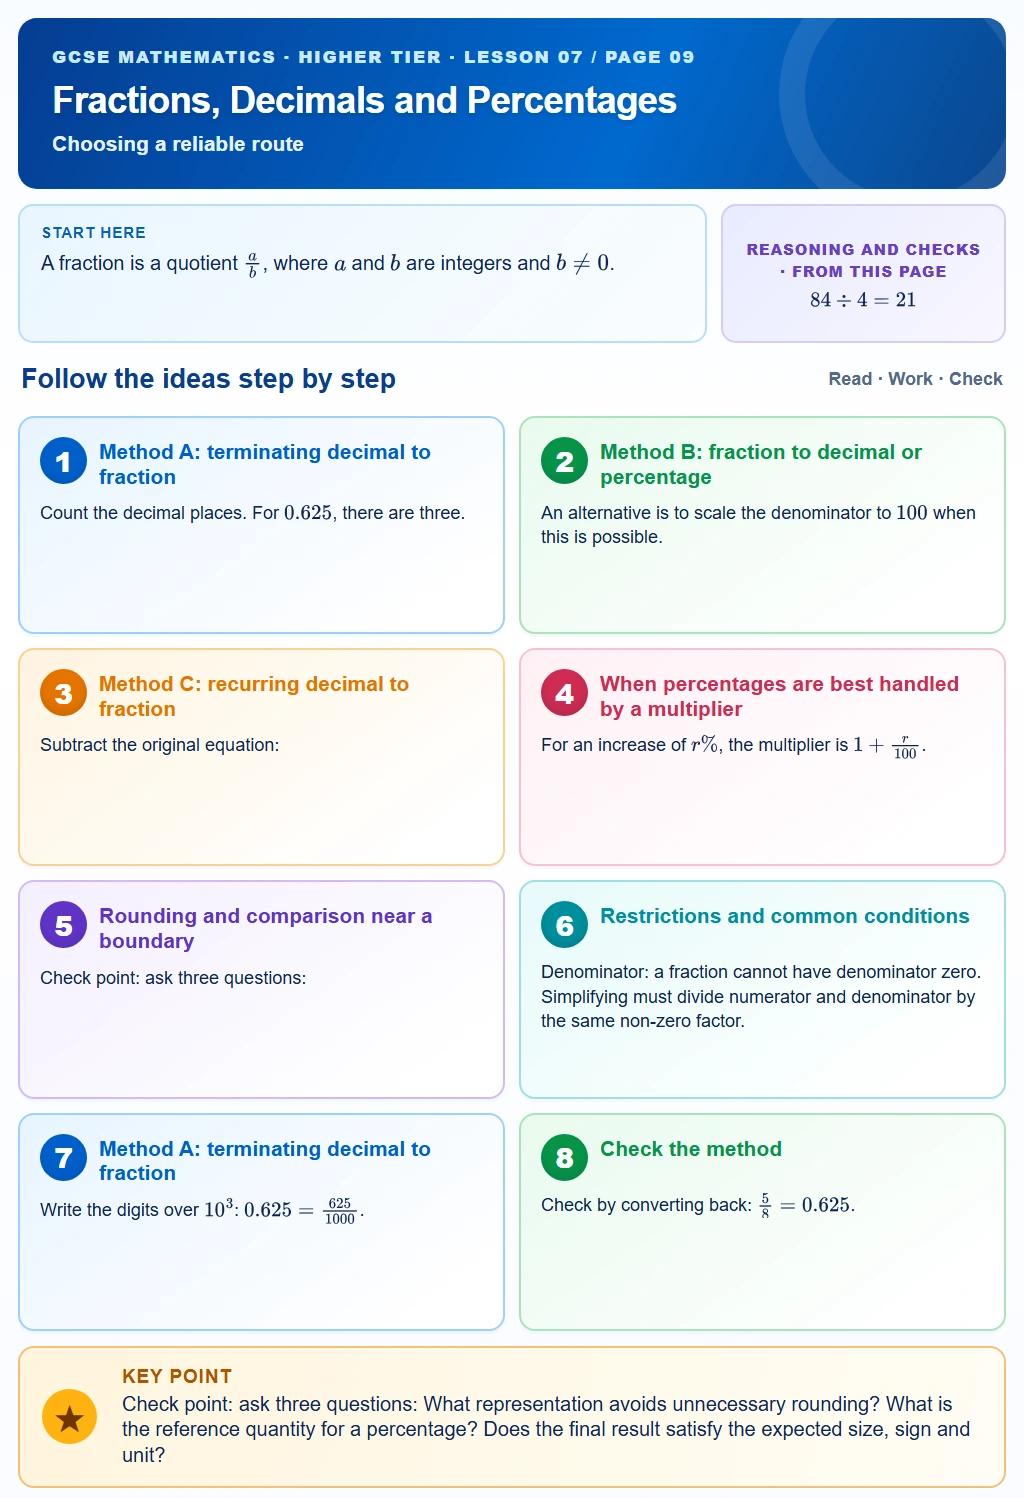 GCSE MATHEMATICS · HIGHER TIER · LESSON 07 / PAGE 09
Fractions, Decimals and Percentages
Choosing a reliable route
START HERE
A fraction is a quotient $\frac{a}{b}$, where $a$ and $b$ are integers and $b \neq 0$.
REASONING AND CHECKS
· FROM THIS PAGE
$84 \div 4 = 21$
Follow the ideas step by step
Read · Work · Check
1
Method A: terminating decimal to
fraction
Count the decimal places. For $0.625$, there are three.
2
Method B: fraction to decimal or
percentage
An alternative is to scale the denominator to $100$ when
this is possible.
3
Method C: recurring decimal to
fraction
Subtract the original equation:
4
When percentages are best handled
by a multiplier
For an increase of $r\%$, the multiplier is $1 + \frac{r}{100}$.
5
Rounding and comparison near a
boundary
Check point: ask three questions:
6
Restrictions and common conditions
Denominator: a fraction cannot have denominator zero.
Simplifying must divide numerator and denominator by
the same non-zero factor.
7
Method A: terminating decimal to
fraction
Write the digits over $10^3$: $0.625 = \frac{625}{1000}$.
8
Check the method
Check by converting back: $\frac{5}{8} = 0.625$.
KEY POINT
Check point: ask three questions: What representation avoids unnecessary rounding? What is
the reference quantity for a percentage? Does the final result satisfy the expected size, sign and
unit?